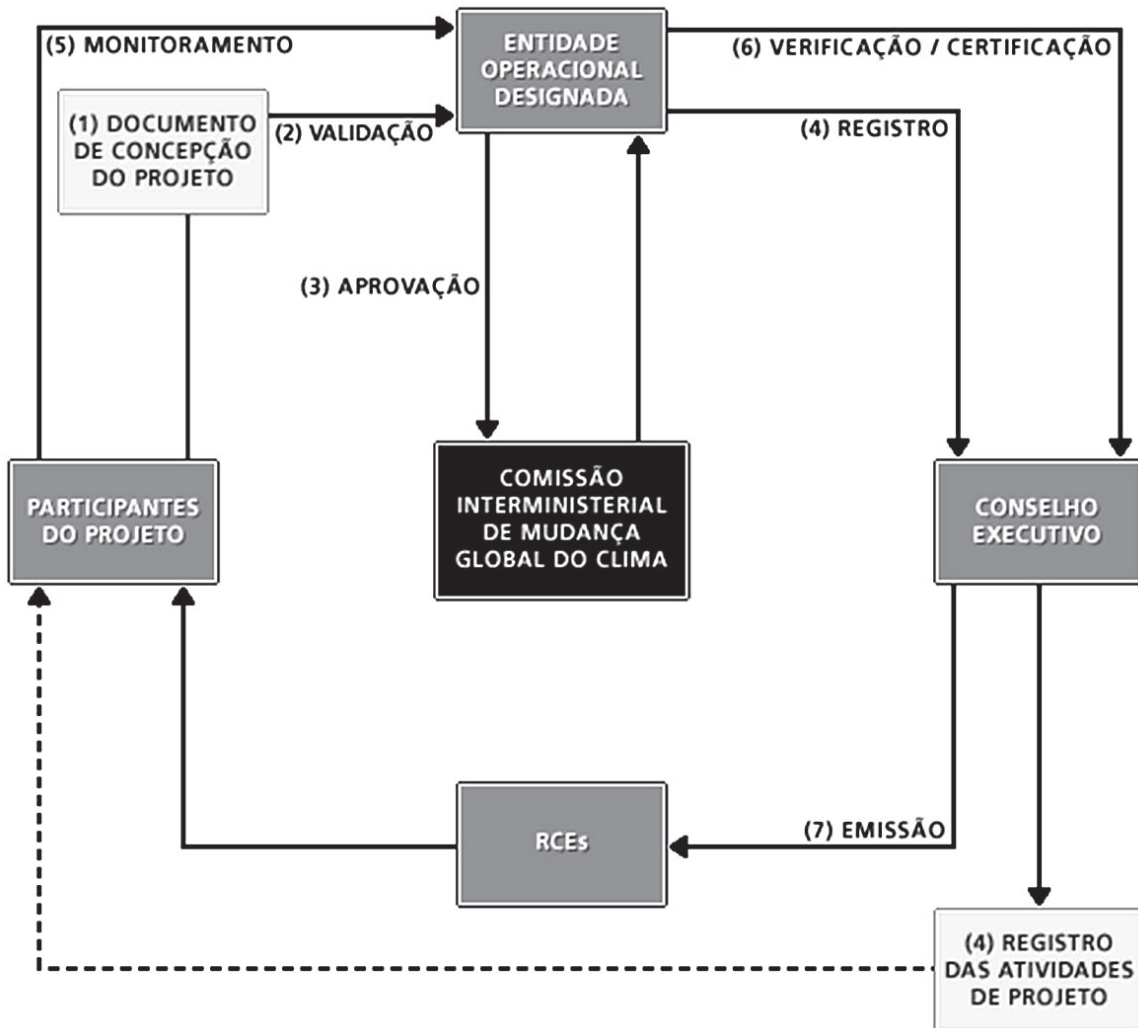 (5) MONITORAMENTO
ENTIDADE
OPERACIONAL
DESIGNADA
(6) VERIFICAÇÃO / CERTIFICAÇÃO
(1) DOCUMENTO
DE CONCEPÇÃO
DO PROJETO
(2) VALIDAÇÃO
(4) REGISTRO
(3) APROVAÇÃO
PARTICIPANTES
DO PROJETO
COMISSÃO
INTERMINISTERIAL
DE MUDANÇA
GLOBAL DO CLIMA
CONSELHO
EXECUTIVO
RCEs
(7) EMISSÃO
(4) REGISTRO
DAS ATIVIDADES
DE PROJETO